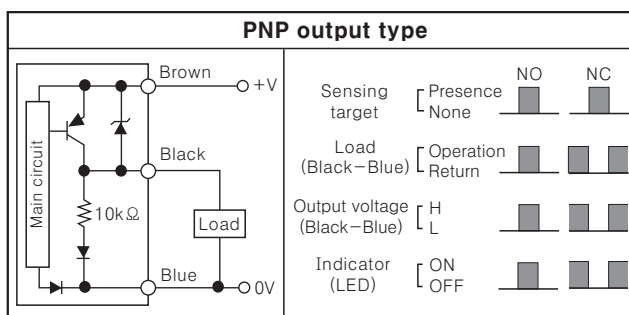 PNP output type
Main circuit
Brown
+V
Black
10kΩ
Load
Blue
0V
NO NC
Sensing target
Presence
None
Load (Black−Blue)
Operation
Return
Output voltage (Black−Blue)
H
L
Indicator (LED)
ON
OFF